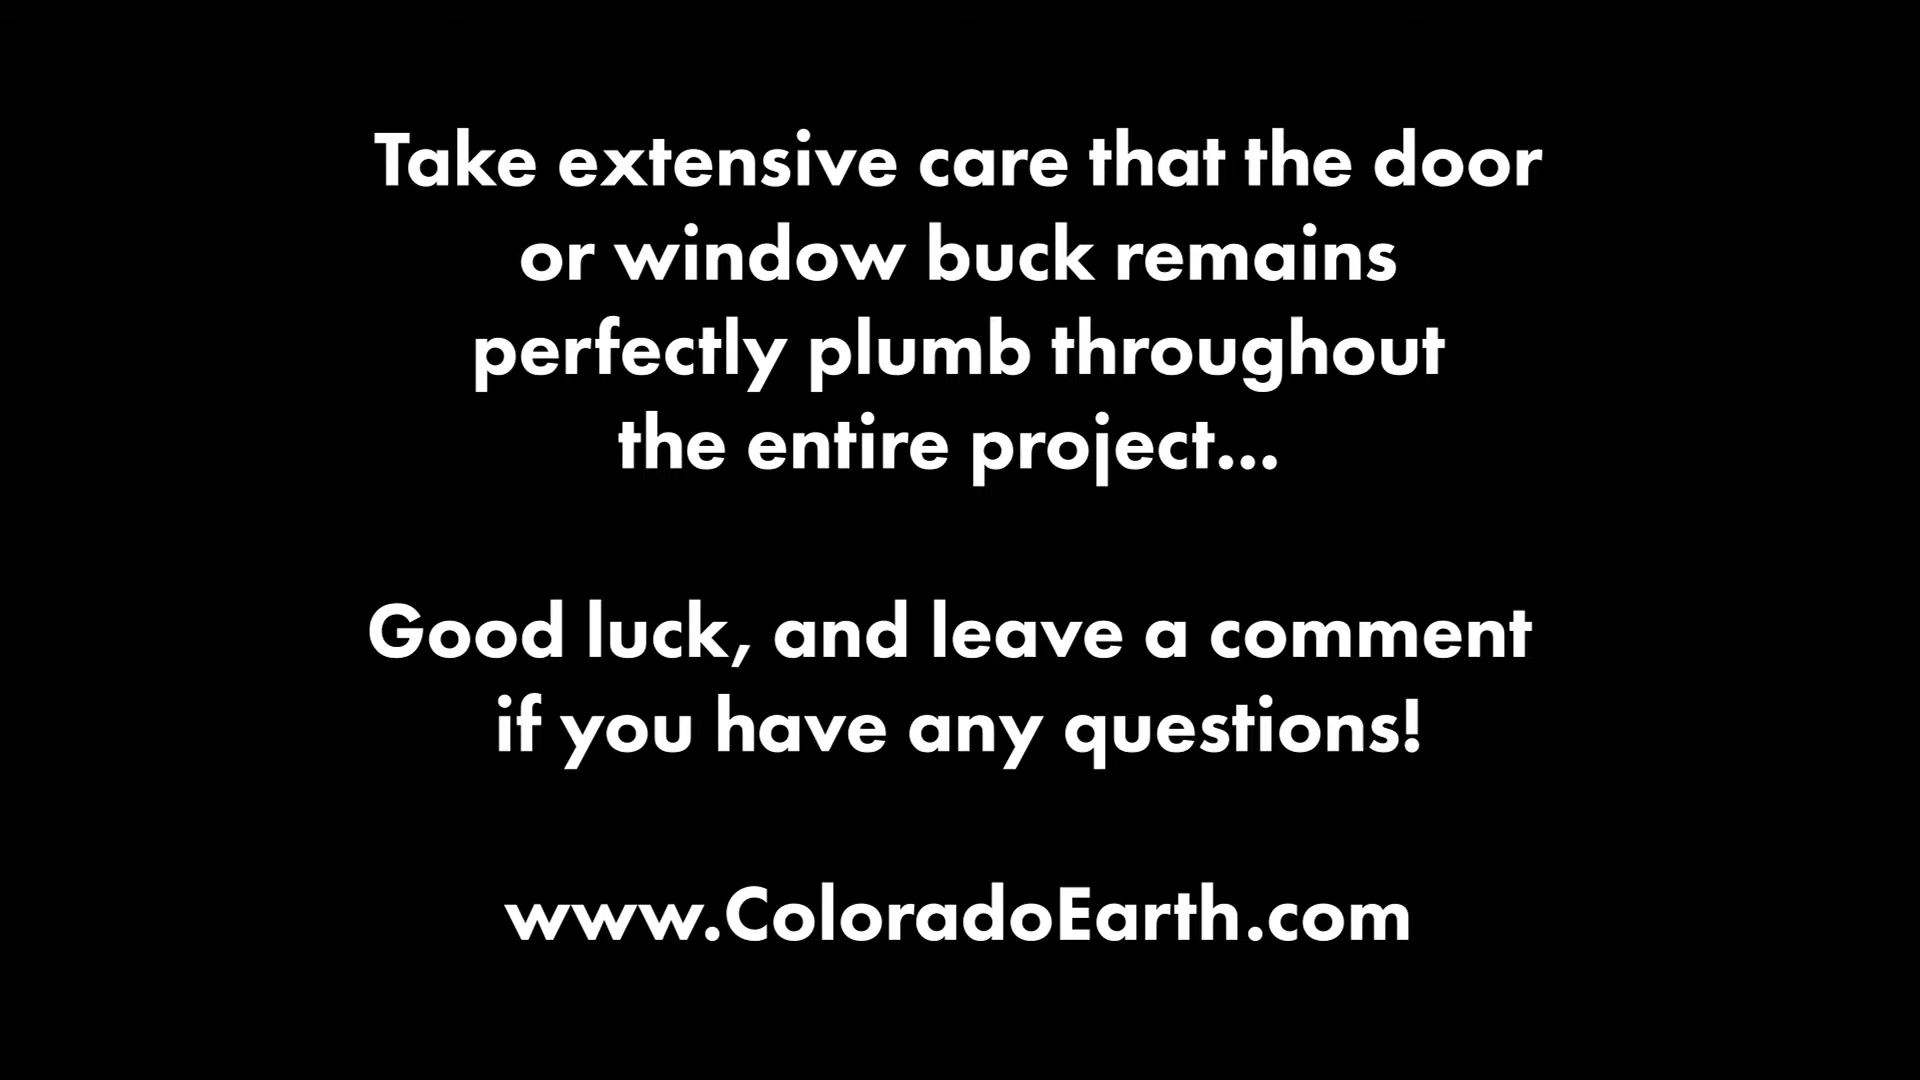 Take extensive care that the door
or window buck remains
perfectly plumb throughout
the entire project...
Good luck, and leave a comment
if you have any questions!
www.ColoradoEarth.com